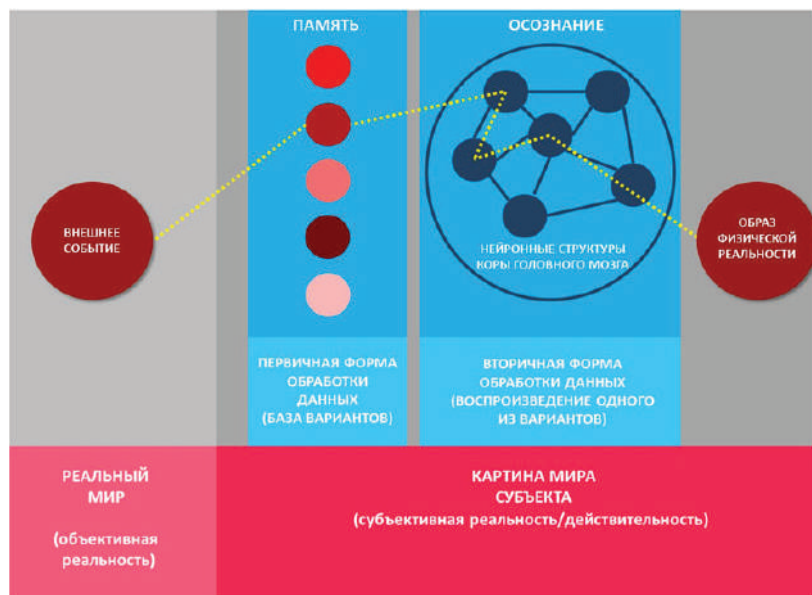 ПАМЯТЬ
ОСОЗНАНИЕ
ВНЕШНЕЕ
СОБЫТИЕ
НЕЙРОННЫЕ СТРУКТУРЫ
КОРЫ ГОЛОВНОГО МОЗГА
ОБРАЗ
ФИЗИЧЕСКОЙ
РЕАЛЬНОСТИ
ПЕРВИЧНАЯ ФОРМА
ОБРАБОТКИ
ДАННЫХ
(БАЗА ВАРИАНТОВ)
ВТОРИЧНАЯ ФОРМА
ОБРАБОТКИ ДАННЫХ
(ВОСПРОИЗВЕДЕНИЕ ОДНОГО
ИЗ ВАРИАНТОВ)
РЕАЛЬНЫЙ
МИР
(объективная
реальность)
КАРТИНА МИРА
СУБЪЕКТА
(субъективная реальность/действительность)